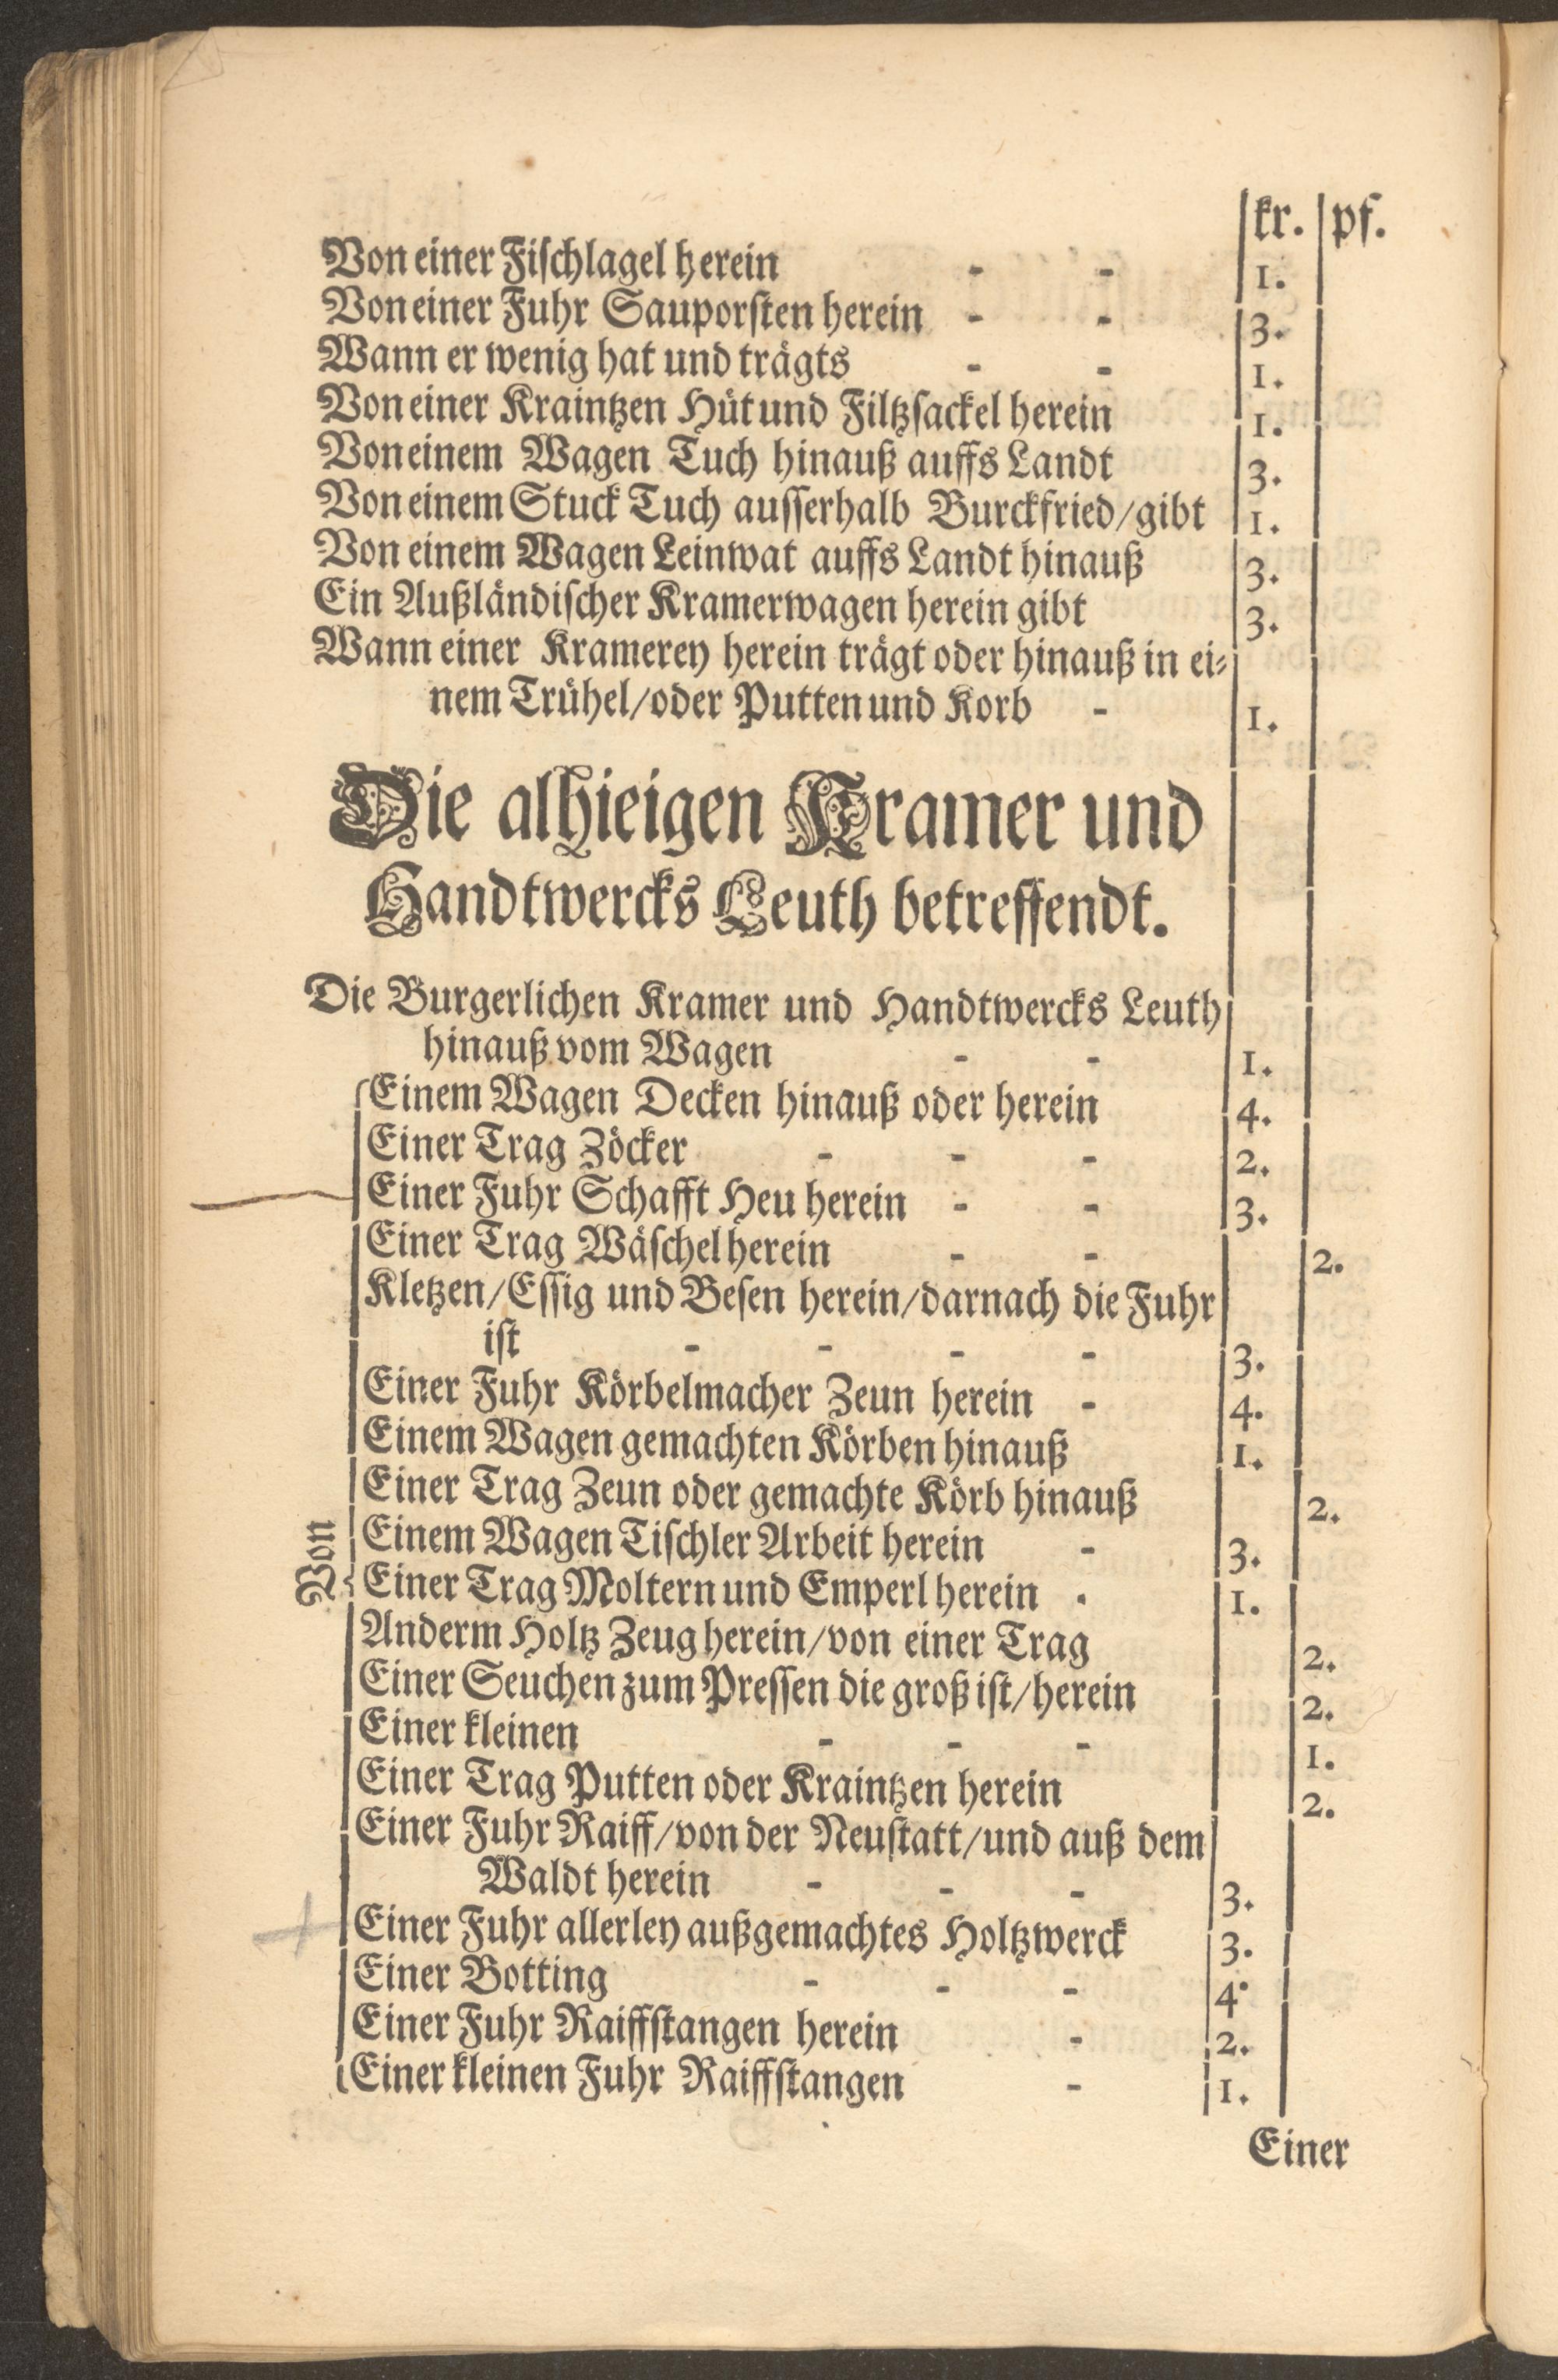 kr. pf.
Von einer Fischlagel herein - - 1.
Von einer Fuhr Sauporsten herein - - 3.
Wann er wenig hat und trägts - - 1.
Von einer Kraintzen Hüt und Filtzsackel herein 1.
Von einem Wagen Tuch hinauß auffs Landt 3.
Von einem Stuck Tuch ausserhalb Burckfried/gibt 1.
Von einem Wagen Leinwat auffs Landt hinauß 3.
Ein Außländischer Kramerwagen herein gibt 3.
Wann einer Kramerey herein trägt oder hinauß in ei-
nem Trühel/oder Putten und Korb - 1.
Die alhieigen Kramer und
Handtwercks Leuth betreffendt.
Die Burgerlichen Kramer und Handtwercks Leuth
hinauß vom Wagen - - 1.
Einem Wagen Decken hinauß oder herein 4.
Einer Trag Zöcker - - - 2.
Einer Fuhr Schafft Heu herein - - 3.
Einer Trag Wäschel herein - - 2.
Kletzen/Essig und Besen herein/darnach die Fuhr
ist - - - - 3.
Einer Fuhr Körbelmacher Zeun herein - 4.
Einem Wagen gemachten Körben hinauß 1.
Einer Trag Zeun oder gemachte Körb hinauß 2.
Einem Wagen Tischler Arbeit herein - 3.
Von Einer Trag Moltern und Emperl herein . 1.
Anderm Holtz Zeug herein/von einer Trag 2.
Einer Seuchen zum Pressen die groß ist/herein 2.
Einer kleinen - - - 1.
Einer Trag Putten oder Kraintzen herein 2.
Einer Fuhr Raiff/von der Neustatt/und auß dem
Waldt herein - - - 3.
Einer Fuhr allerley außgemachtes Holtzwerck 3.
Einer Botting - - - 4.
Einer Fuhr Raiffstangen herein - 2.
Einer kleinen Fuhr Raiffstangen - 1.
Einer